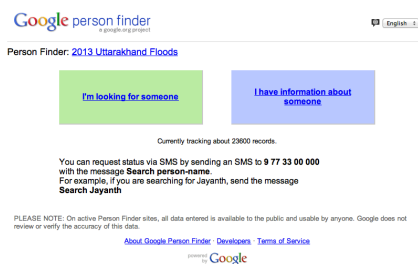 Google person finder
a google.org project
English
Person Finder: 2013 Uttarakhand Floods
I'm looking for someone
I have information about
someone
Currently tracking about 23600 records.
You can request status via SMS by sending an SMS to 9 77 33 00 000
with the message Search person-name.
For example, if you are searching for Jayanth, send the message
Search Jayanth
PLEASE NOTE: On active Person Finder sites, all data entered is available to the public and usable by anyone. Google does not
review or verify the accuracy of this data.
About Google Person Finder - Developers - Terms of Service
powered by Google